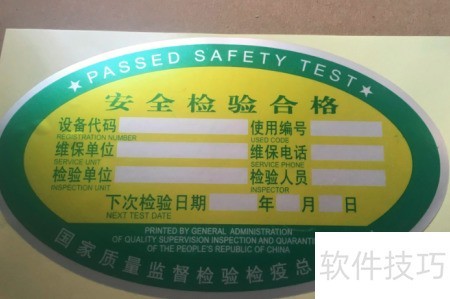 ★ PASSED SAFETY TEST ★
安全检验合格
设备代码 使用编号
REGISTRATION NUMBER USED CODE
维保单位 维保电话
SERVICE UNIT SERVICE PHONE
检验单位 检验人员
INSPECTION UNIT INSPECTOR
下次检验日期 年 月 日
NEXT TEST DATE
PRINTED BY GENERAL ADMINISTRATION
OF QUALITY SUPERVISION INSPECTION AND QUARANTI
OF THE PEOPLE'S REPUBLIC OF CHINA
国家质量监督检验检疫总
软件技巧